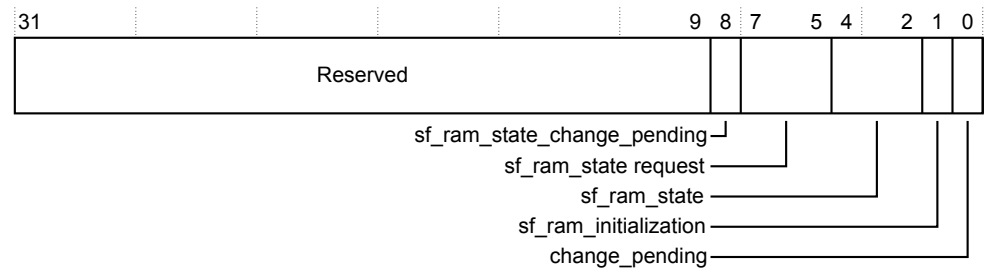 31 9 8 7 5 4 2 1 0
Reserved
sf_ram_state_change_pending
sf_ram_state request
sf_ram_state
sf_ram_initialization
change_pending